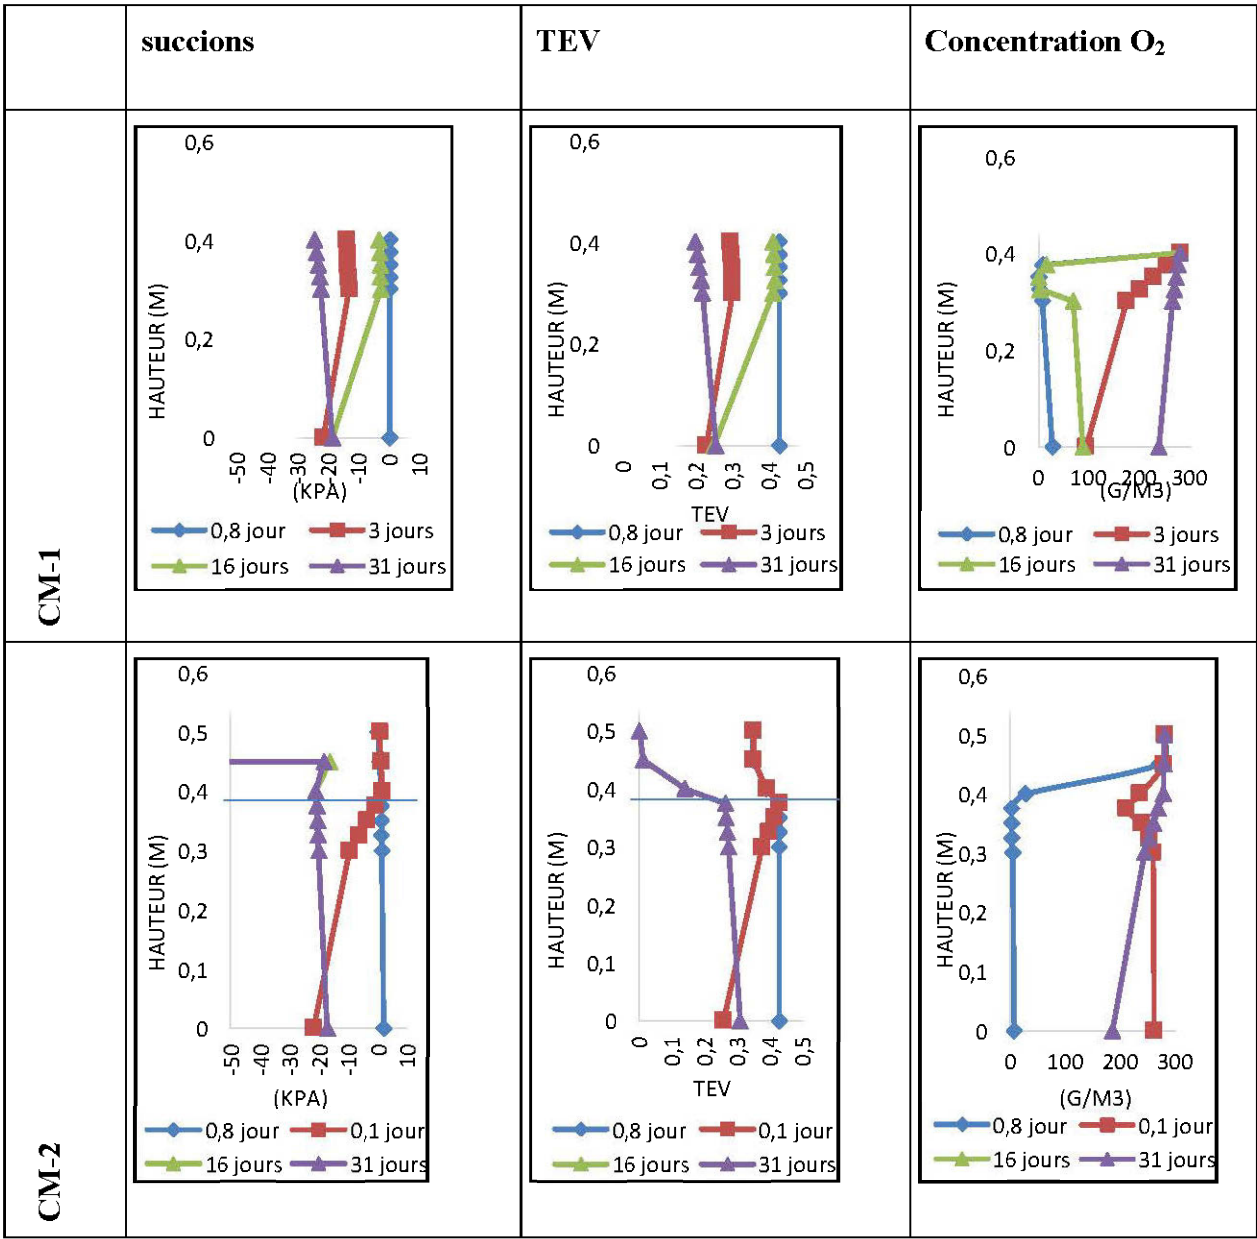 succions
TEV
Concentration O₂
CM-1
0,6
0,4
0,2
0
HAUTEUR (M)
-50
-40
-30
-20
-10
0
10
(KPA)
0,8 jour
3 jours
16 jours
31 jours
0,6
0,4
0,2
0
HAUTEUR (M)
0
0,1
0,2
0,3
0,4
0,5
TEV
0,8 jour
3 jours
16 jours
31 jours
0,6
0,4
0,2
0
HAUTEUR (M)
0 100 200 300
(G/M3)
0,8 jour
3 jours
16 jours
31 jours
CM-2
0,6
0,5
0,4
0,3
0,2
0,1
0
HAUTEUR (M)
-50
-40
-30
-20
-10
0
10
(KPA)
0,8 jour
0,1 jour
16 jours
31 jours
0,6
0,5
0,4
0,3
0,2
0,1
0
HAUTEUR (M)
0
0,1
0,2
0,3
0,4
0,5
TEV
0,8 jour
0,1 jour
16 jours
31 jours
0,6
0,5
0,4
0,3
0,2
0,1
0
HAUTEUR (M)
0 100 200 300
(G/M3)
0,8 jour
0,1 jour
16 jours
31 jours